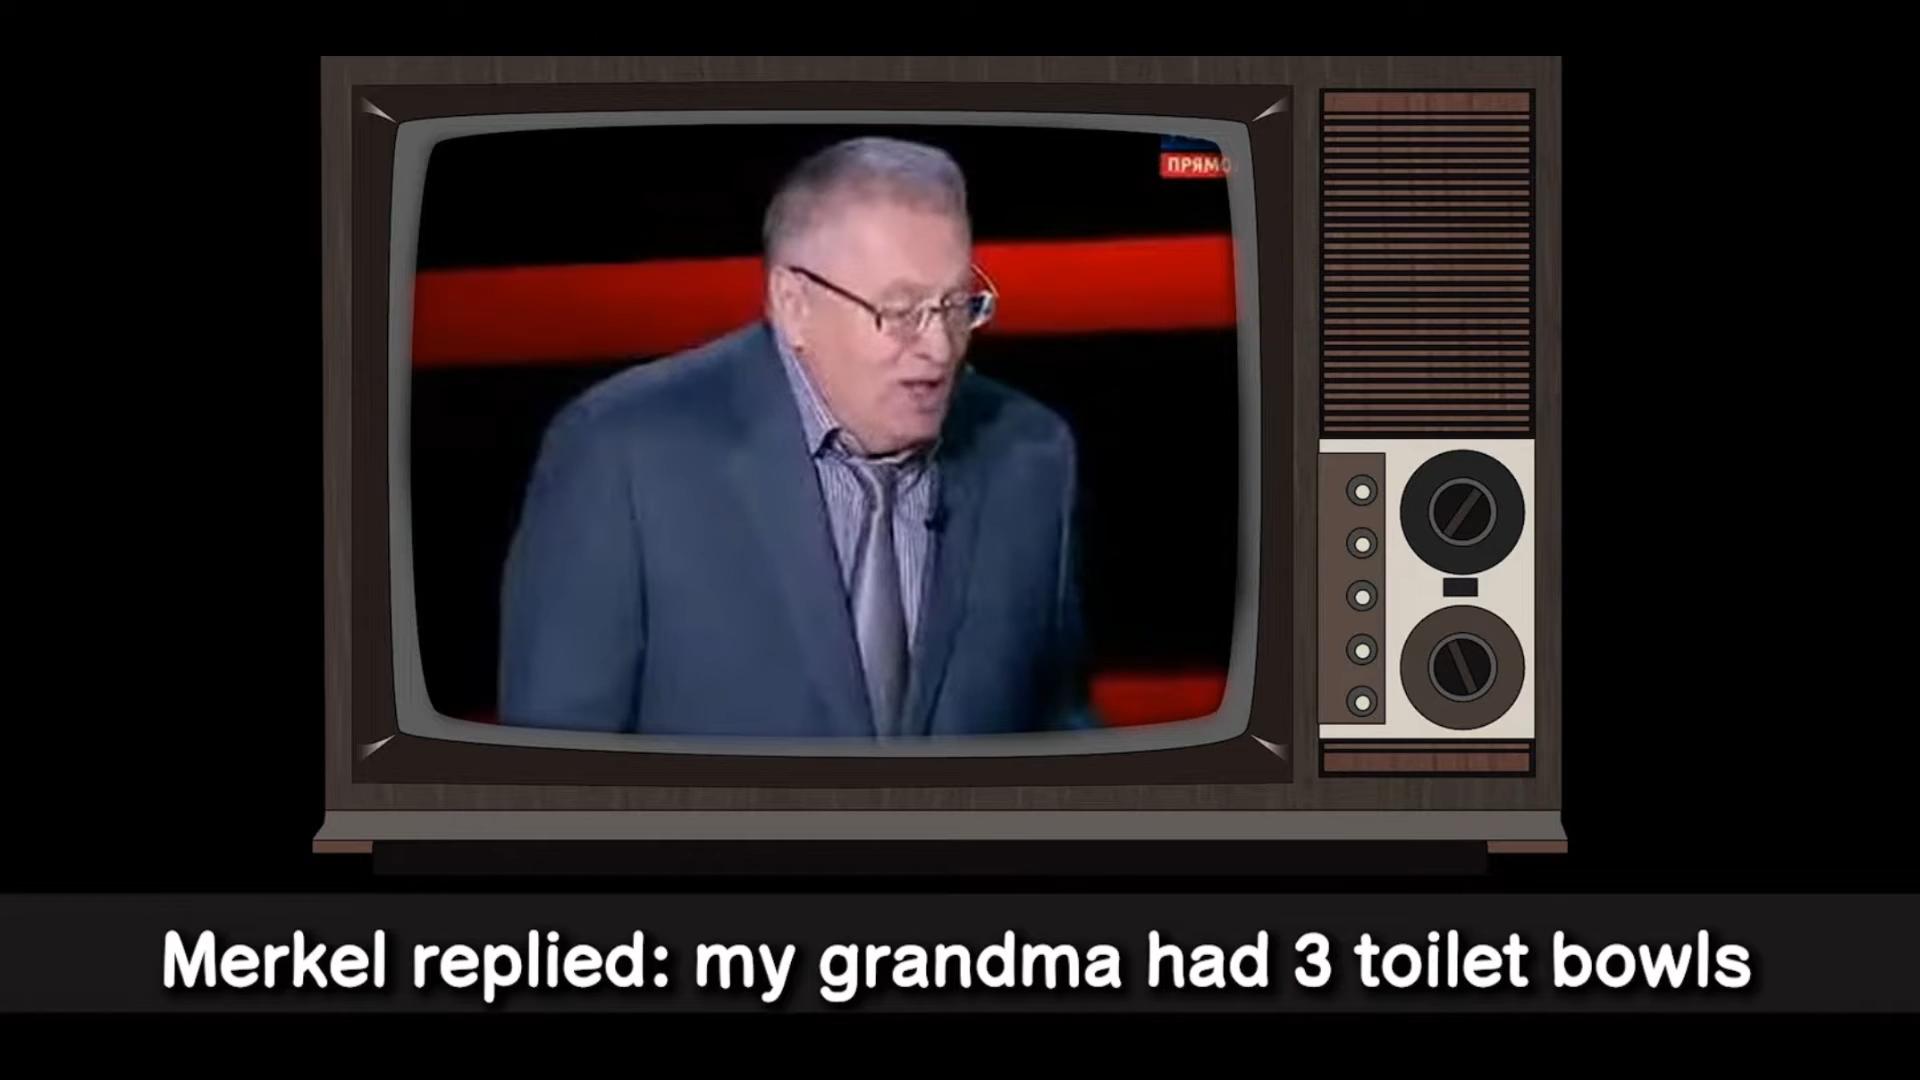 ПРЯМО
Merkel replied: my grandma had 3 toilet bowls